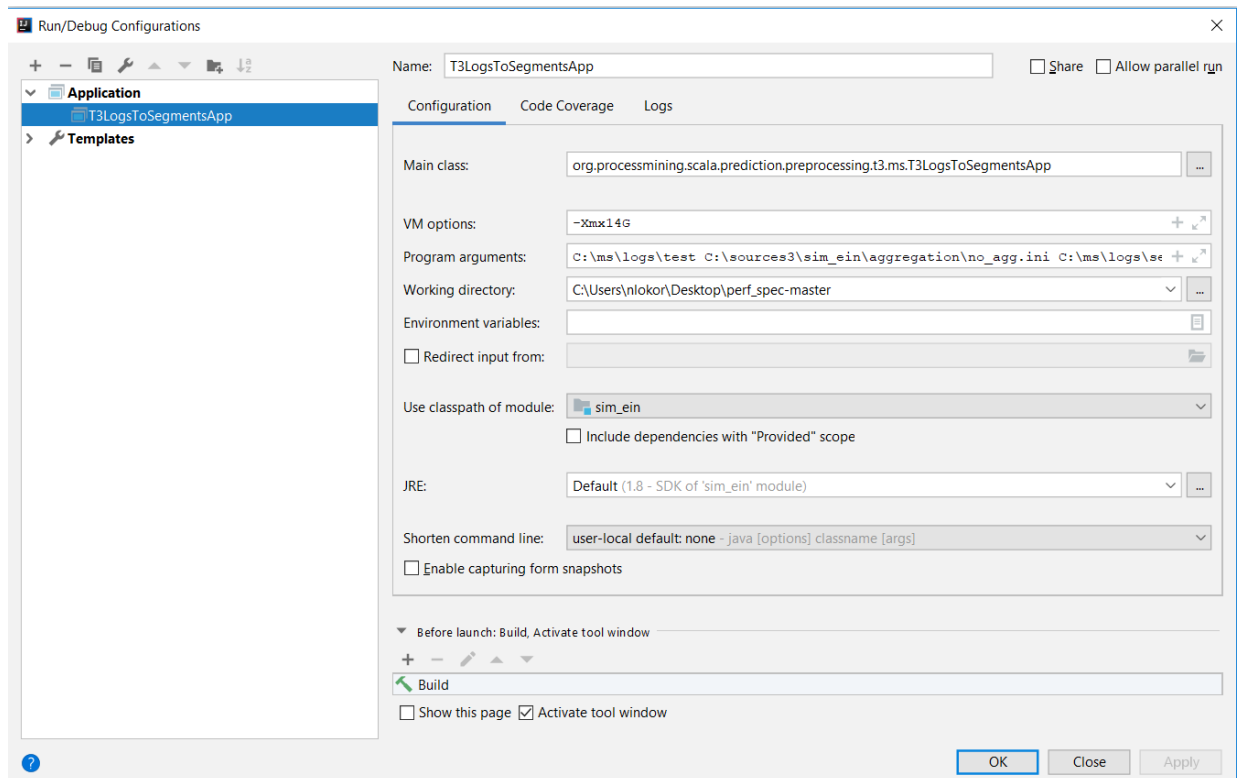 Run/Debug Configurations
Application
T3LogsToSegmentsApp
Templates
Name: T3LogsToSegmentsApp Share Allow parallel run
Configuration Code Coverage Logs
Main class: org.processmining.scala.prediction.preprocessing.t3.ms.T3LogsToSegmentsApp ...
VM options: -Xmx14G
Program arguments: C:\ms\logs\test C:\sources3\sim_ein\aggregation\no_agg.ini C:\ms\logs\se
Working directory: C:\Users\nlokor\Desktop\perf_spec-master ...
Environment variables:
Redirect input from:
Use classpath of module: sim_ein
Include dependencies with "Provided" scope
JRE: Default (1.8 - SDK of 'sim_ein' module) ...
Shorten command line: user-local default: none - java [options] classname [args]
Enable capturing form snapshots
Before launch: Build, Activate tool window
Build
Show this page Activate tool window
? OK Close Apply